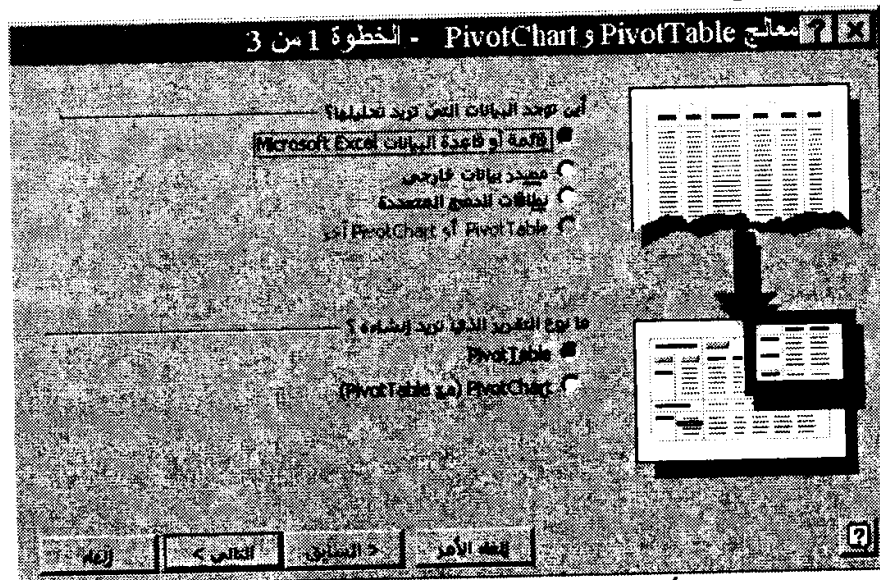 معالج PivotTable و PivotChart - الخطوة 1 من 3
أين توجد البيانات التي تريد تحليلها؟
قائمة أو قاعدة البيانات Microsoft Excel
مصدر بيانات خارجي
نطاقات الدمج المتعددة
PivotTable أو PivotChart آخر
ما نوع التقرير الذي تريد إنشاءه ؟
PivotTable
PivotChart (مع PivotTable)
إلغاء الأمر
< السابق
التالي >
إنهاء